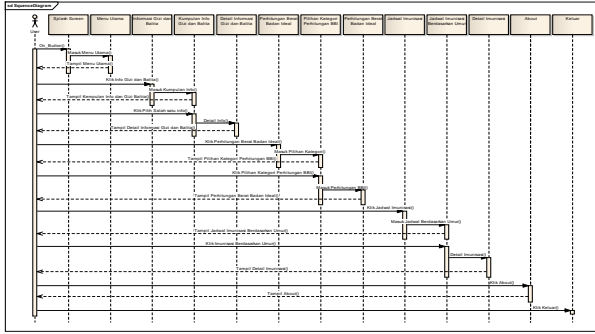 sd SquenceDiagram
User
Splash Screen
Menu Utama
Informasi Gizi dan
Balita
Kumpulan Info
Gizi dan Balita
Detail Informasi
Gizi dan Balita
Perhitungan Berat
Badan Ideal
Pilihan Kategori
Perhitungan BBI
Perhitungan Berat
Badan Ideal
Jadwal Imunisasi
Jadwal Imunisasi
Berdasarkan Umur
Detail Imunisasi
About
Keluar
On_Button()
Masuk Menu Utama()
Tampil Menu Utama()
Klik Info Gizi dan Balita()
Masuk Kumpulan Info()
Tampil Kumpulan Info dan Gizi Balita()
Klik Pilih Salah satu info()
Detail Info()
Tampil Detail Informasi Gizi dan Balita()
Klik Perhitungan Berat Badan Ideal()
Masuk Pilihan Kategori()
Tampil Pilihan Kategori Perhitungan BBI()
Klik Pilihan Kategori Perhitungan BBI()
Masuk Perhitungan BBI()
Tampil Perhitungan Berat Badan Ideal()
Klik Jadwal Imunisasi()
Masuk Jadwal Berdasarkan Umur()
Tampil Jadwal Imunisasi Berdasarkan Umur()
Klik Imunisasi Berdasarkan Umur()
Detail Imunisasi()
Tampil Detail Imunisasi()
Klik About()
Tampil About()
Klik Keluar()